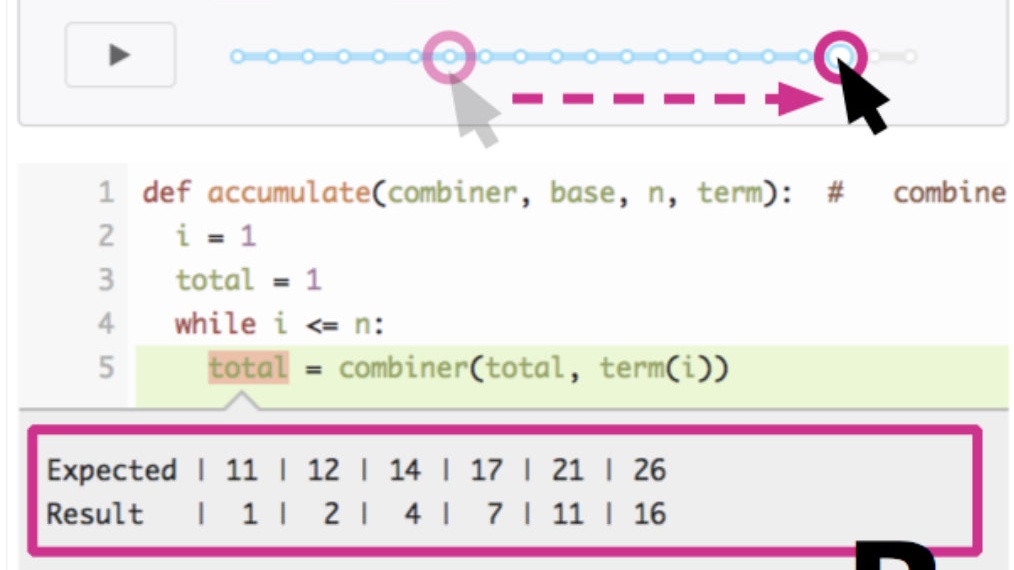 1 def accumulate(combiner, base, n, term): # combine
2 i = 1
3 total = 1
4 while i <= n:
5 total = combiner(total, term(i))
Expected | 11 | 12 | 14 | 17 | 21 | 26
Result | 1 | 2 | 4 | 7 | 11 | 16